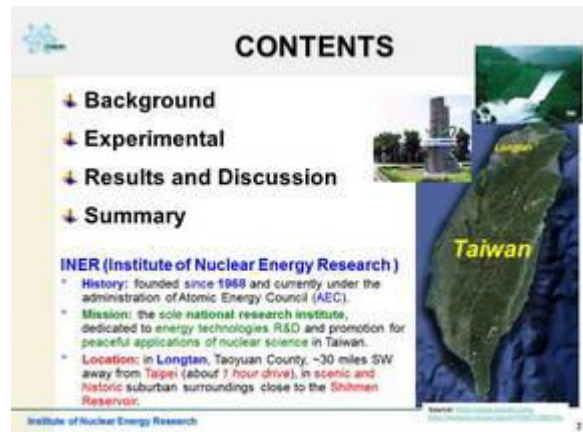 CONTENTS
Background
Experimental
Results and Discussion
Summary
INER (Institute of Nuclear Energy Research )
History: founded since 1968 and currently under the
administration of Atomic Energy Council (AEC).
Mission: the sole national research institute,
dedicated to energy technologies R&D and promotion for
peaceful applications of nuclear science in Taiwan.
Location: in Longtan, Taoyuan County, ~30 miles SW
away from Taipei (about 1 hour drive), in scenic and
historic suburban surroundings close to the Shihmen
Reservoir.
Longtan
Taiwan
Source:
Institute of Nuclear Energy Research
2